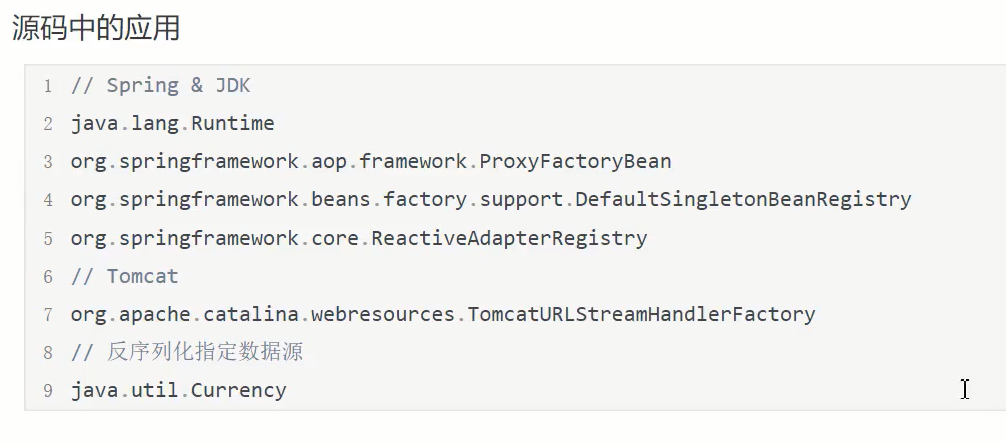 源码中的应用
1 // Spring & JDK
2 java.lang.Runtime
3 org.springframework.aop.framework.ProxyFactoryBean
4 org.springframework.beans.factory.support.DefaultSingletonBeanRegistry
5 org.springframework.core.ReactiveAdapterRegistry
6 // Tomcat
7 org.apache.catalina.webresources.TomcatURLStreamHandlerFactory
8 // 反序列化指定数据源
9 java.util.Currency